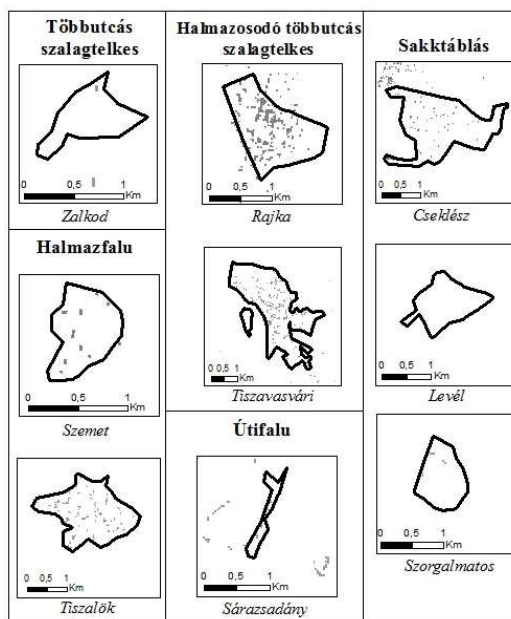 Többutcás
szalagtelkes
0 0,5 1
Km
Zalkod
Halmazfalu
0 0,5 1
Km
Szemet
0 0,5 1
Km
Tiszalök
Halmazosodó többutcás
szalagtelkes
0 0,5 1
Km
Rajka
0 0,5 1
Km
Tiszavasvári
Útifalu
0 0,5 1
Km
Sárazsadány
Sakktáblás
0 0,5 1
Km
Cseklész
0 0,5 1
Km
Levél
0 0,5 1
Km
Szorgalmatos